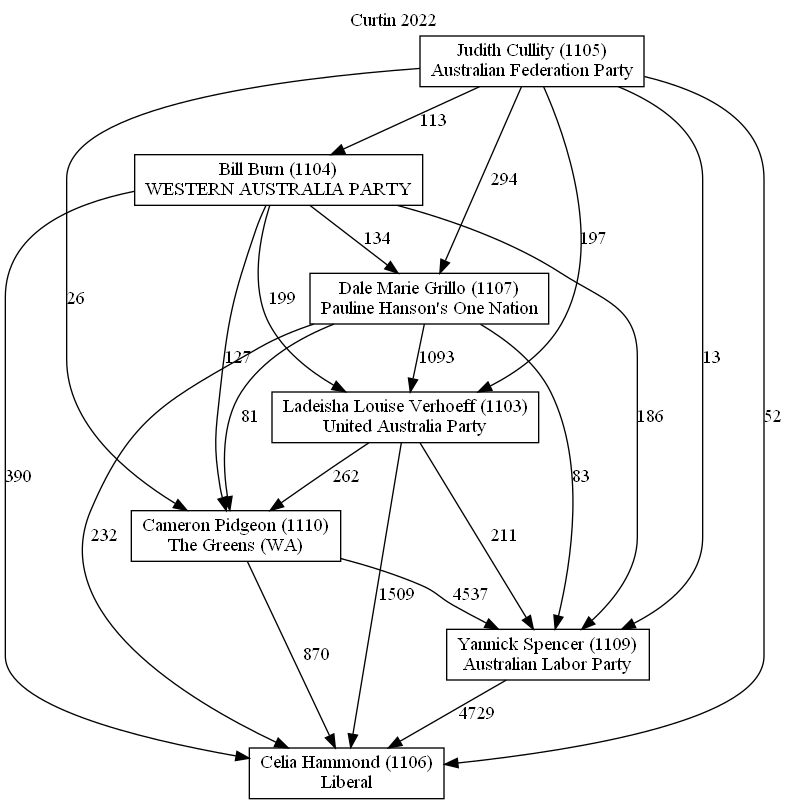 Curtin 2022
Judith Cullity (1105)
Australian Federation Party
113
Bill Burn (1104)
WESTERN AUSTRALIA PARTY
294
134
197
Dale Marie Grillo (1107)
Pauline Hanson's One Nation
26
199
127
1093
13
Ladeisha Louise Verhoeff (1103)
United Australia Party
81
186
52
390
262
83
Cameron Pidgeon (1110)
The Greens (WA)
232
211
1509
4537
870
Yannick Spencer (1109)
Australian Labor Party
4729
Celia Hammond (1106)
Liberal